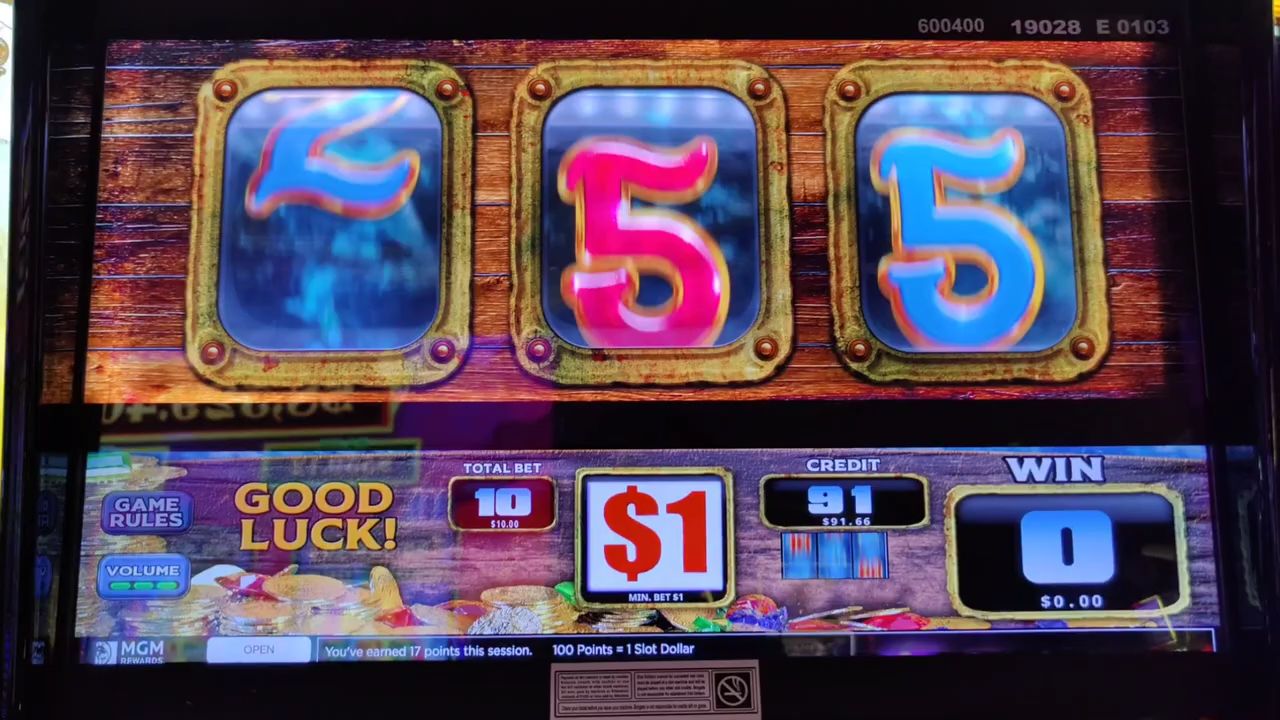 600400 19028 E 0103
5 5
GAME RULES
VOLUME
GOOD
LUCK!
TOTAL BET
10
$10.00
$1
MIN. BET $1
CREDIT
91
$91.66
WIN
0
$0.00
MGM
REWARDS
OPEN
You've earned 17 points this session. 100 Points = 1 Slot Dollar